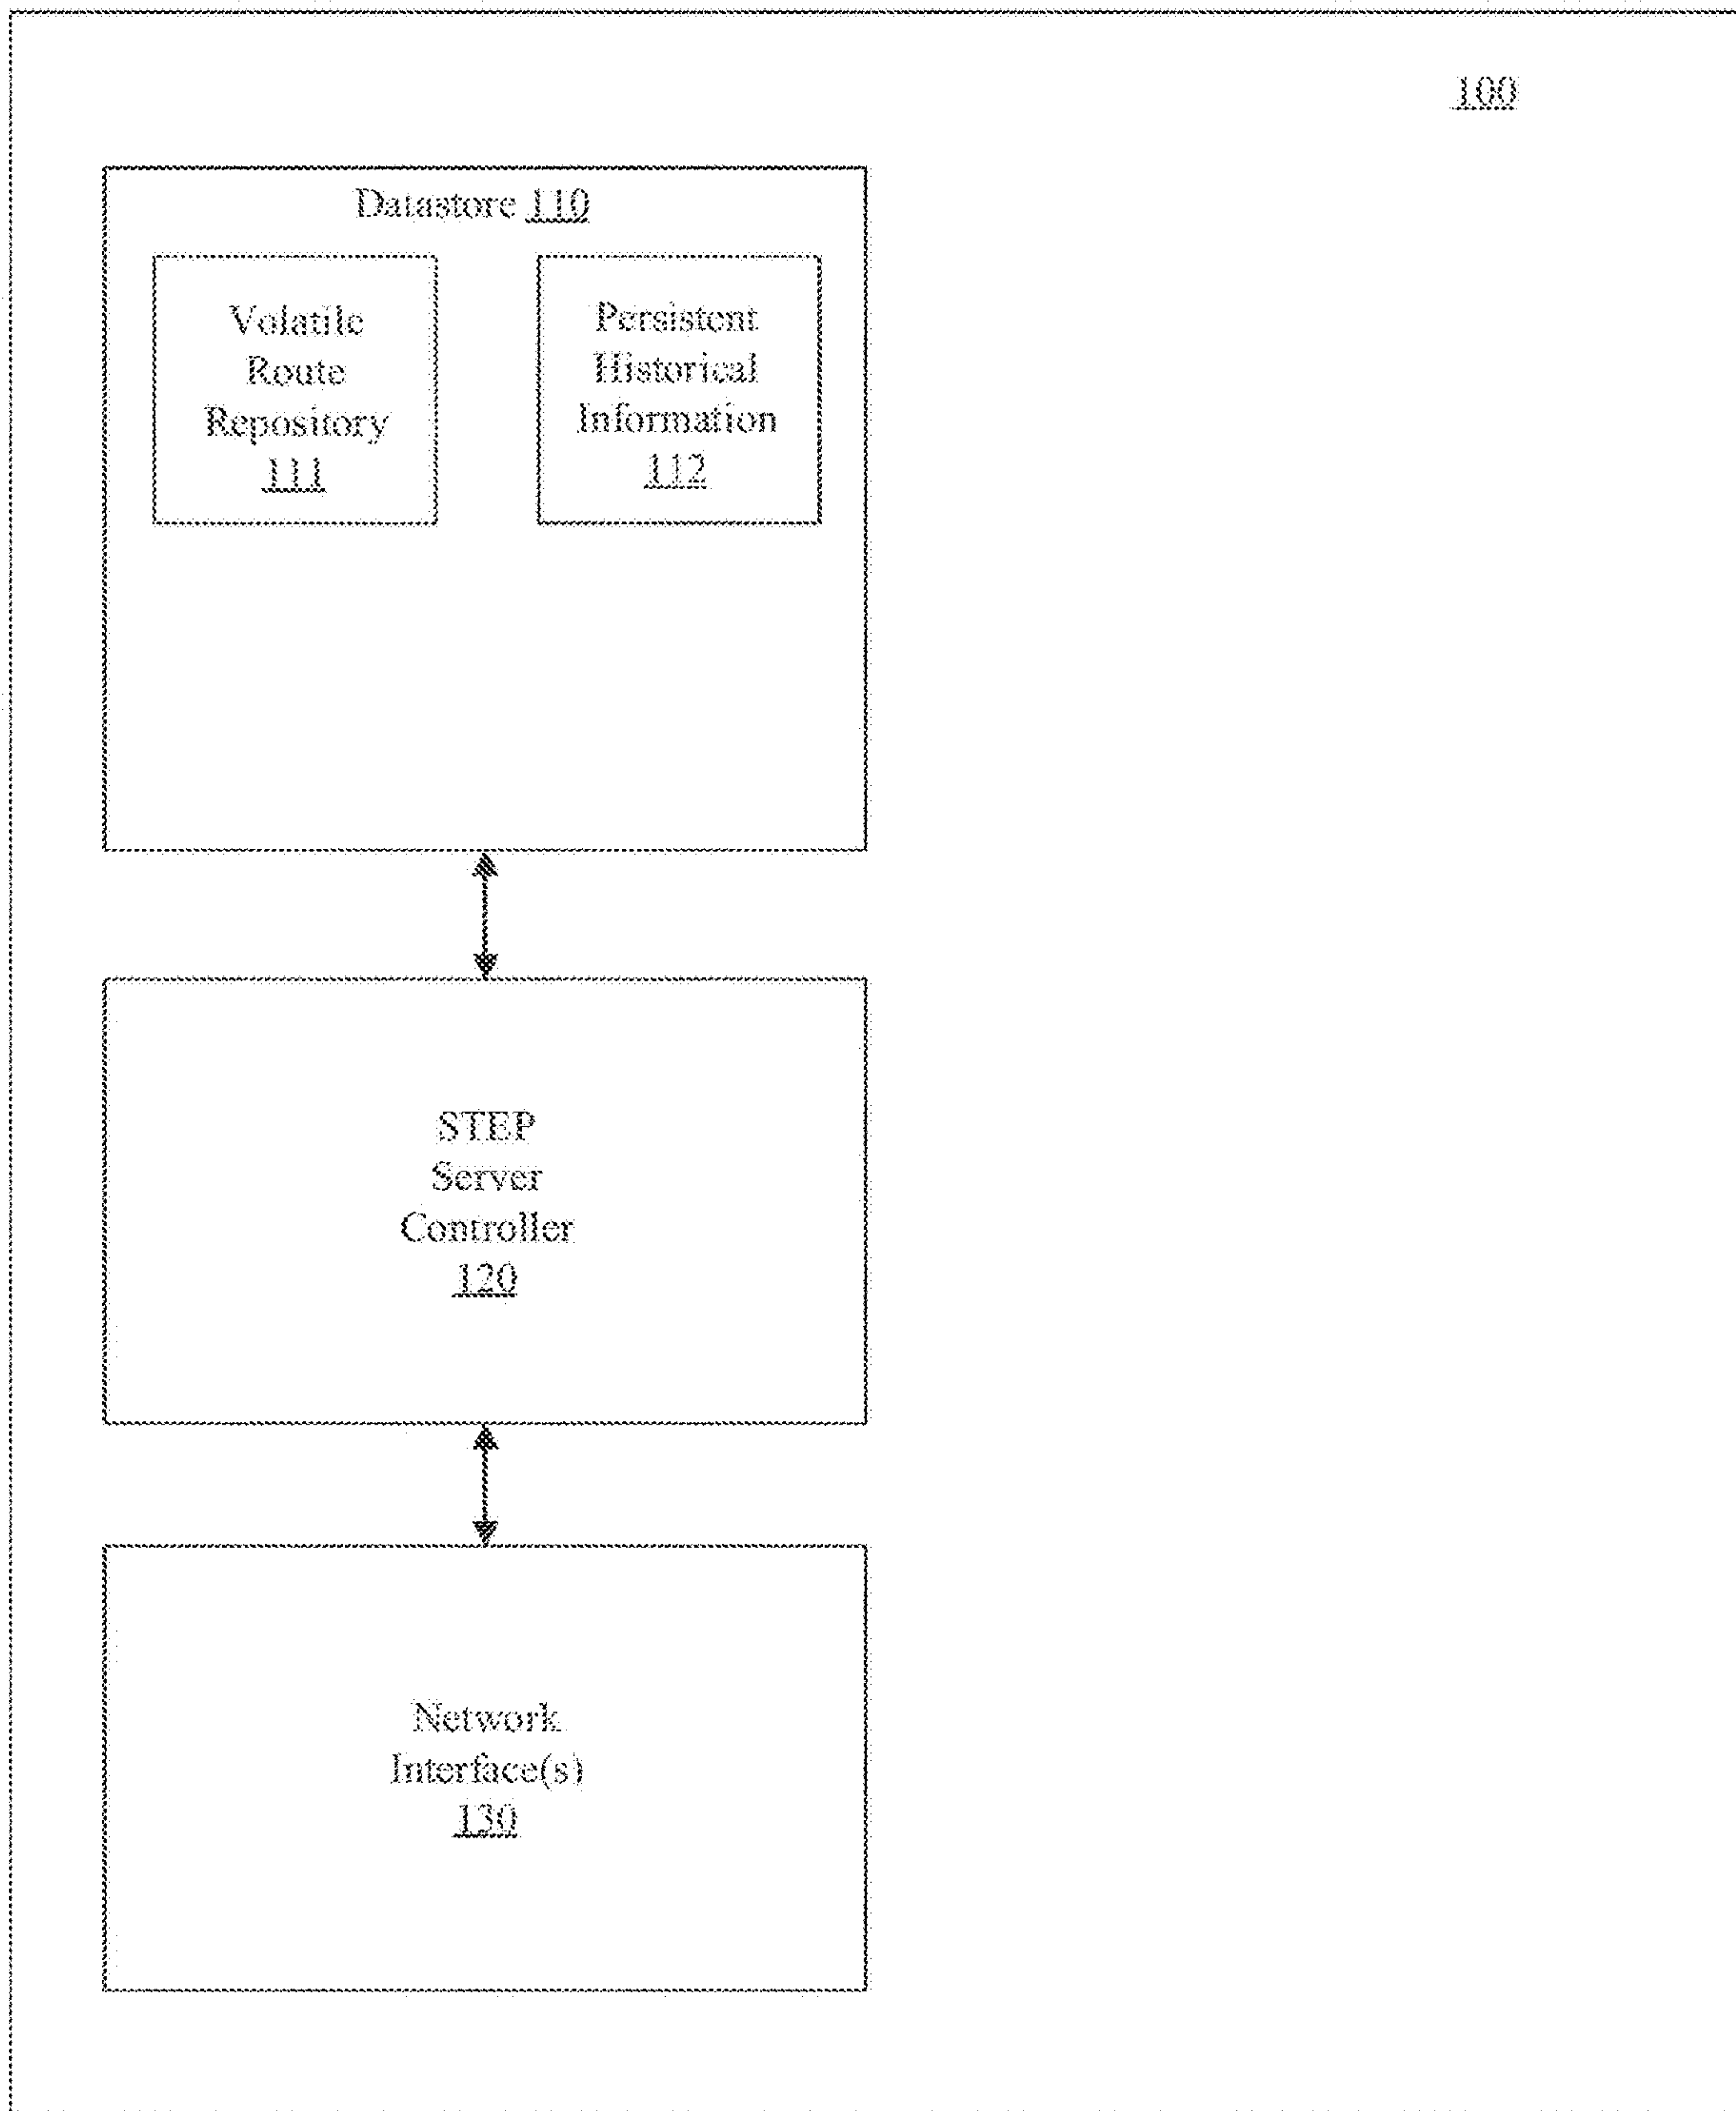 100
Datastore 110
Volatile
Route
Repository
111
Persistent
Historical
Information
112
STEP
Server
Controller
120
Network
Interface(s)
130